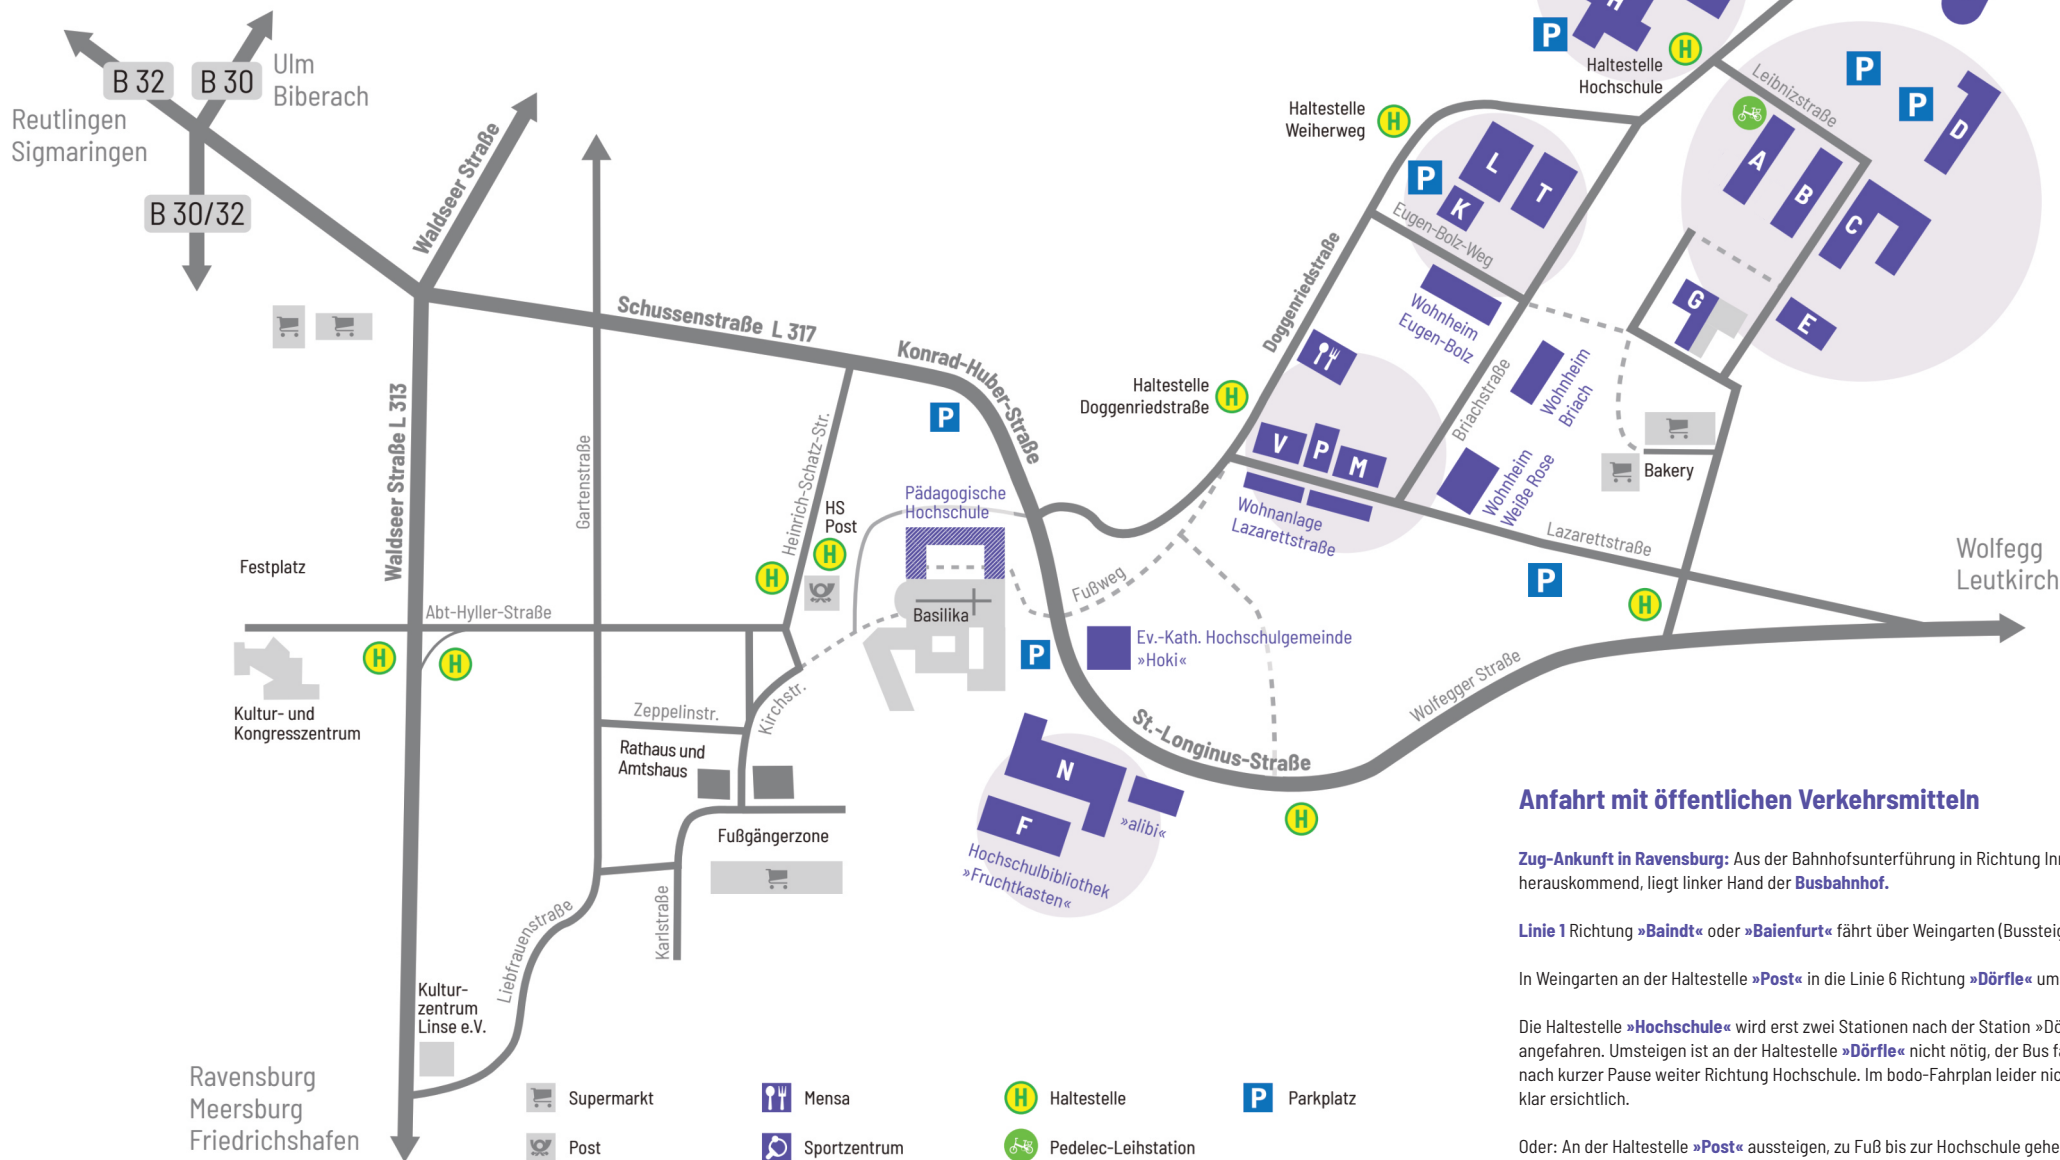 B 32
B 30
Ulm
Biberach
Reutlingen
Sigmaringen
B 30/32
Waldseer Straße
Schussenstraße L 317
Konrad-Huber-Straße
Waldseer Straße L 313
Gartenstraße
Heinrich-Schatz-Str.
HS
Post
H
H
P
Pädagogische
Hochschule
Basilika
Festplatz
Abt-Hyller-Straße
H
H
Kultur- und
Kongresszentrum
Zeppelinstr.
Kirchstr.
Rathaus und
Amtshaus
Fußgängerzone
Karlstraße
Liebfrauenstraße
Kultur-
zentrum
Linse e.V.
Ravensburg
Meersburg
Friedrichshafen
P
H
Haltestelle
Hochschule
H
Leibnizstraße
P
P
D
A
B
C
G
E
Haltestelle
Weiherweg
H
P
L
T
K
Eugen-Bolz-Weg
Doggenriedstraße
Wohnheim
Eugen-Bolz
Haltestelle
Doggenriedstraße
H
V
P
M
Briachstraße
Wohnheim
Briach
Wohnheim
Weiße Rose
Wohnanlage
Lazarettstraße
Lazarettstraße
Bakery
P
H
Wolfegg
Leutkirch
Fußweg
P
Ev.-Kath. Hochschulgemeinde
»Hoki«
Wolfegger Straße
St.-Longinus-Straße
H
N
F
»alibi«
Hochschulbibliothek
»Fruchtkasten«
Anfahrt mit öffentlichen Verkehrsmitteln
Zug-Ankunft in Ravensburg: Aus der Bahnhofsunterführung in Richtung
herauskommend, liegt linker Hand der Busbahnhof.
Linie 1 Richtung »Baindt« oder »Baienfurt« fährt über Weingarten (Bussteig
In Weingarten an der Haltestelle »Post« in die Linie 6 Richtung »Dörfle« um
Die Haltestelle »Hochschule« wird erst zwei Stationen nach der Station »Dö
angefahren. Umsteigen ist an der Haltestelle »Dörfle« nicht nötig, der Bus
nach kurzer Pause weiter Richtung Hochschule. Im bodo-Fahrplan leider
klar ersichtlich.
Oder: An der Haltestelle »Post« aussteigen, zu Fuß bis zur Hochschule
Supermarkt
Mensa
H Haltestelle
P Parkplatz
Post
Sportzentrum
Pedelec-Leihstation